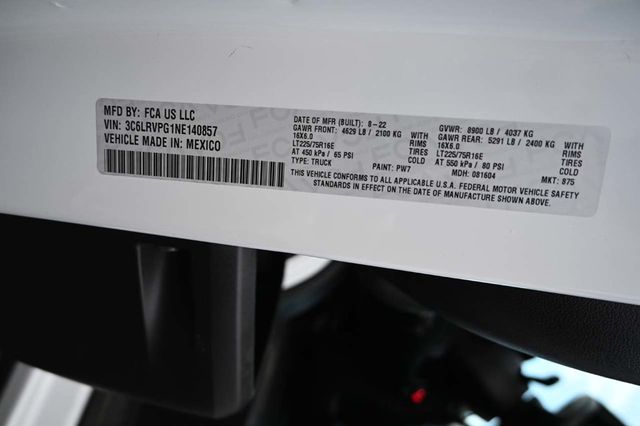 MFD BY: FCA US LLC
VIN: 3C6LRVPG1NE140857
VEHICLE MADE IN: MEXICO
DATE OF MFR (BUILT): 8-22
GAWR FRONT: 4629 LB / 2100 KG WITH
16X6.0 RIMS
LT225/75R16E TIRES
AT 450 kPa / 65 PSI COLD
TYPE: TRUCK PAINT: PW7
GVWR: 8900 LB / 4037 KG
GAWR REAR: 5291 LB / 2400 KG WITH
16X6.0 RIMS
LT225/75R16E TIRES
AT 550 kPa / 80 PSI COLD
MDH: 081604 MKT: 875
THIS VEHICLE CONFORMS TO ALL APPLICABLE U.S.A. FEDERAL MOTOR VEHICLE SAFETY
STANDARDS IN EFFECT ON THE DATE OF MANUFACTURE SHOWN ABOVE.